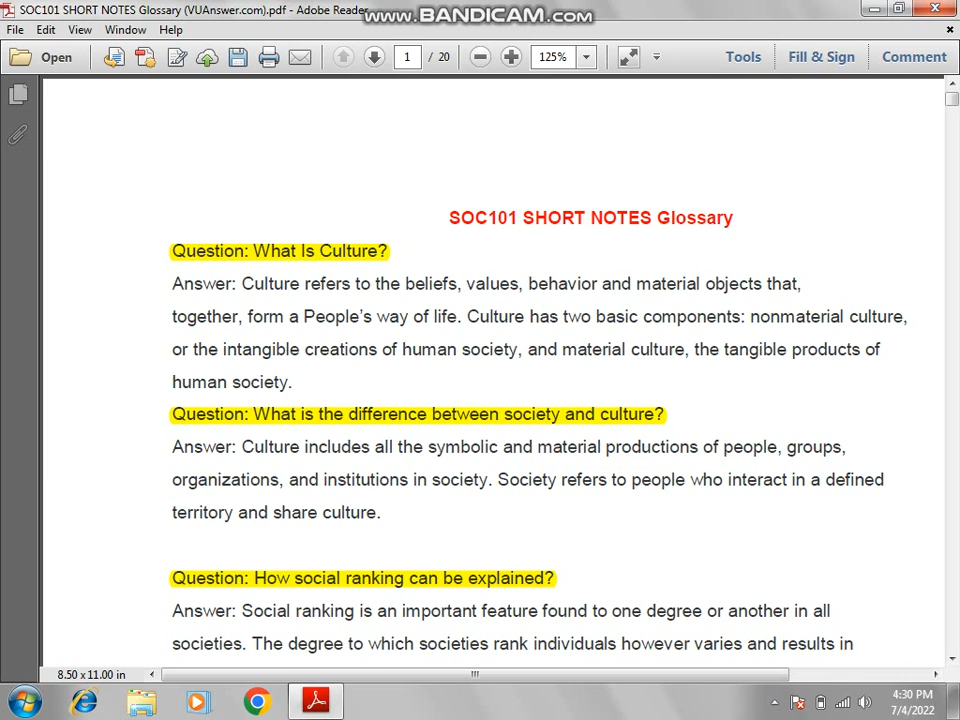 SOC101 SHORT NOTES Glossary (VUAnswer.com).pdf - Adobe Reader
www.BANDICAM.com
File Edit View Window Help
Open 1 / 20 125% Tools Fill & Sign Comment
SOC101 SHORT NOTES Glossary
Question: What Is Culture?
Answer: Culture refers to the beliefs, values, behavior and material objects that,
together, form a People’s way of life. Culture has two basic components: nonmaterial culture,
or the intangible creations of human society, and material culture, the tangible products of
human society.
Question: What is the difference between society and culture?
Answer: Culture includes all the symbolic and material productions of people, groups,
organizations, and institutions in society. Society refers to people who interact in a defined
territory and share culture.
Question: How social ranking can be explained?
Answer: Social ranking is an important feature found to one degree or another in all
societies. The degree to which societies rank individuals however varies and results in
8.50 x 11.00 in
4:30 PM
7/4/2022